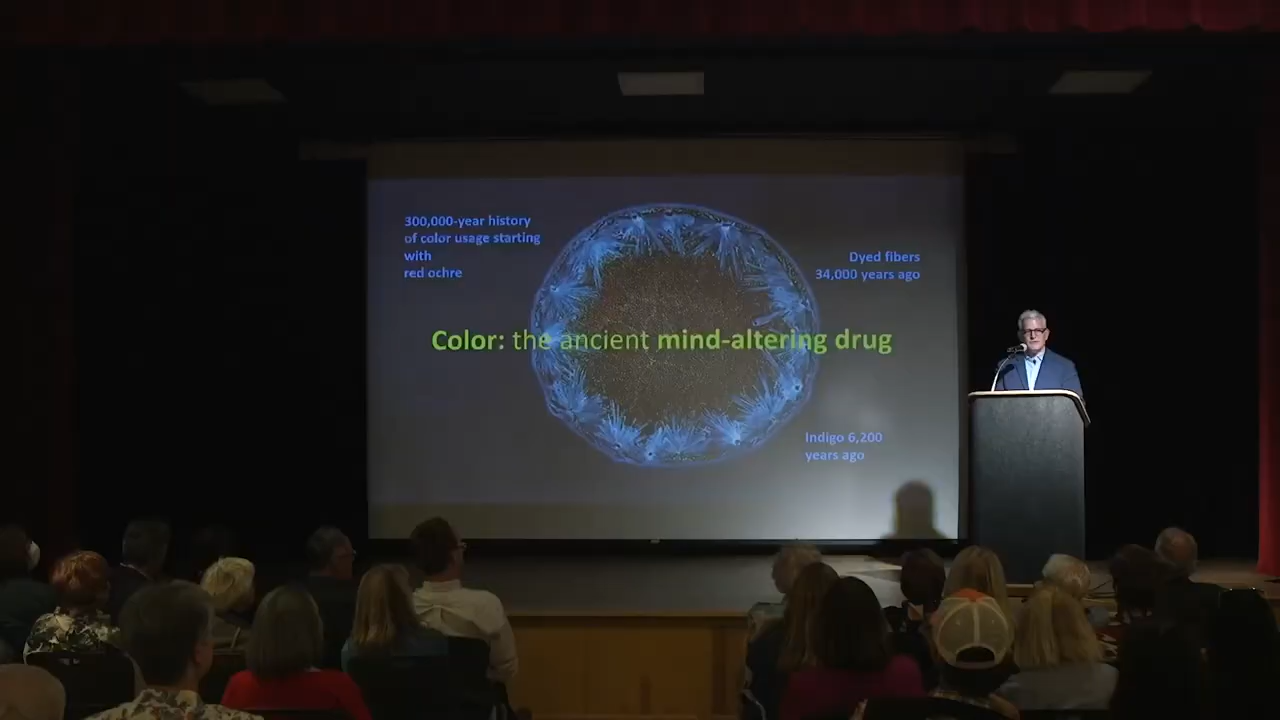 300,000-year history
of color usage starting
with
red ochre
Dyed fibers
34,000 years ago
Color: the ancient mind-altering drug
Indigo 6,200
years ago